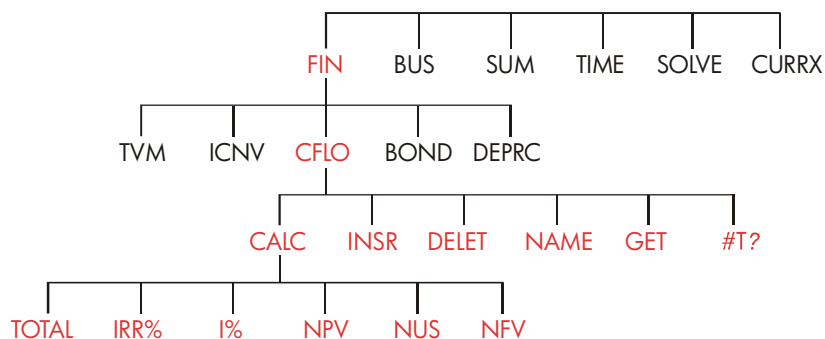 FIN BUS SUM TIME SOLVE CURRX
TVM ICNV CFLO BOND DEPRC
CALC INSR DELET NAME GET #T?
TOTAL IRR% I% NPV NUS NFV